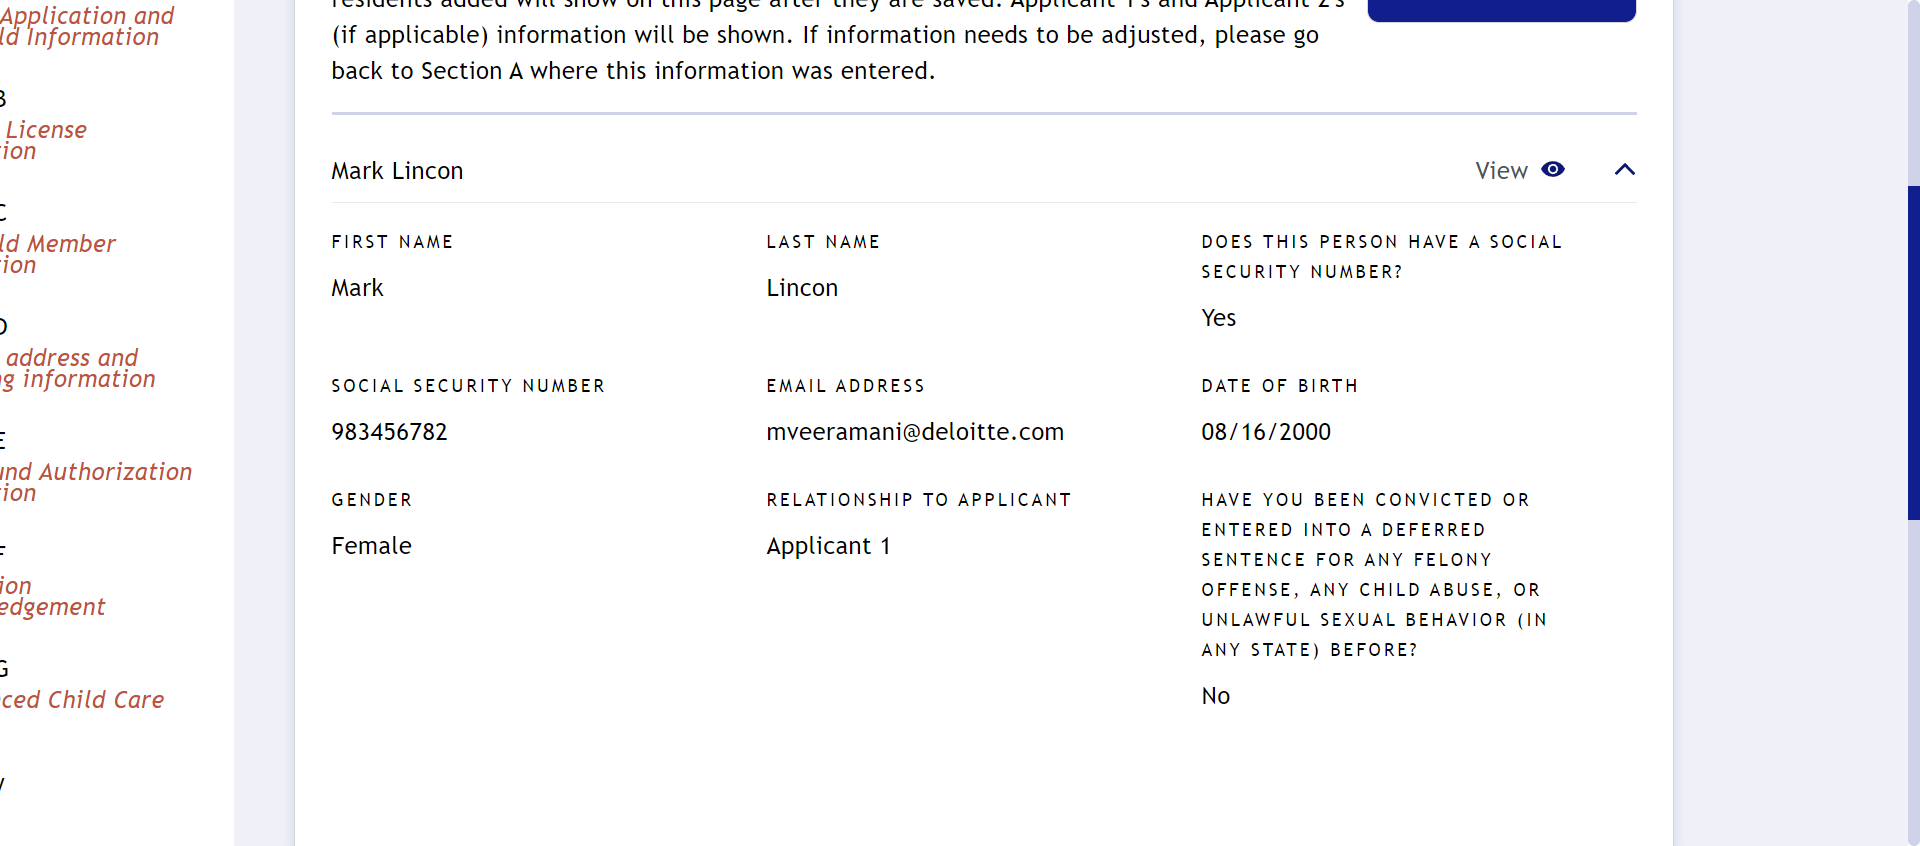 Application and
ld Information
B
License
tion
C
ld Member
tion
D
address and
ng information
E
und Authorization
tion
F
ion
edgement
G
ced Child Care
residents added will show on this page after they are saved. Applicant 1's and Applicant 2's
(if applicable) information will be shown. If information needs to be adjusted, please go
back to Section A where this information was entered.
Mark Lincon
View
FIRST NAME
Mark
LAST NAME
Lincon
DOES THIS PERSON HAVE A SOCIAL
SECURITY NUMBER?
Yes
SOCIAL SECURITY NUMBER
983456782
EMAIL ADDRESS
mveeramani@deloitte.com
DATE OF BIRTH
08/16/2000
GENDER
Female
RELATIONSHIP TO APPLICANT
Applicant 1
HAVE YOU BEEN CONVICTED OR
ENTERED INTO A DEFERRED
SENTENCE FOR ANY FELONY
OFFENSE, ANY CHILD ABUSE, OR
UNLAWFUL SEXUAL BEHAVIOR (IN
ANY STATE) BEFORE?
No